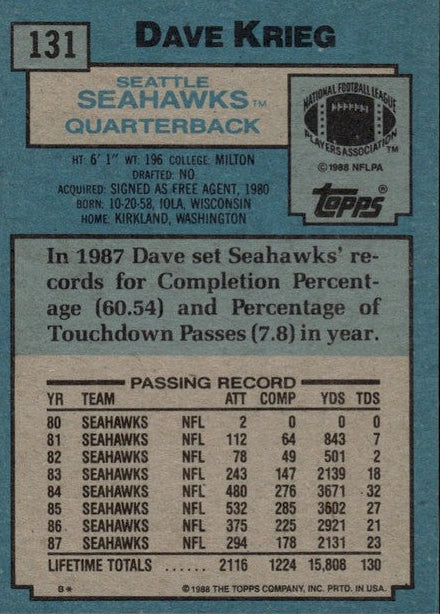 131
DAVE KRIEG
SEATTLE
SEAHAWKS™
QUARTERBACK
NATIONAL FOOTBALL LEAGUE
PLAYERS ASSOCIATION™
©1988 NFLPA
TOPPS®
HT: 6' 1" WT: 196 COLLEGE: MILTON
DRAFTED: NO
ACQUIRED: SIGNED AS FREE AGENT, 1980
BORN: 10-20-58, IOLA, WISCONSIN
HOME: KIRKLAND, WASHINGTON
In 1987 Dave set Seahawks' re-
cords for Completion Percent-
age (60.54) and Percentage of
Touchdown Passes (7.8) in year.
PASSING RECORD
YR TEAM ATT COMP YDS TDS
80 SEAHAWKS NFL 2 0 0 0
81 SEAHAWKS NFL 112 64 843 7
82 SEAHAWKS NFL 78 49 501 2
83 SEAHAWKS NFL 243 147 2139 18
84 SEAHAWKS NFL 480 276 3671 32
85 SEAHAWKS NFL 532 285 3602 27
86 SEAHAWKS NFL 375 225 2921 21
87 SEAHAWKS NFL 294 178 2131 23
LIFETIME TOTALS ...... 2116 1224 15,808 130
B* ©1988 THE TOPPS COMPANY, INC. PRTD. IN USA.